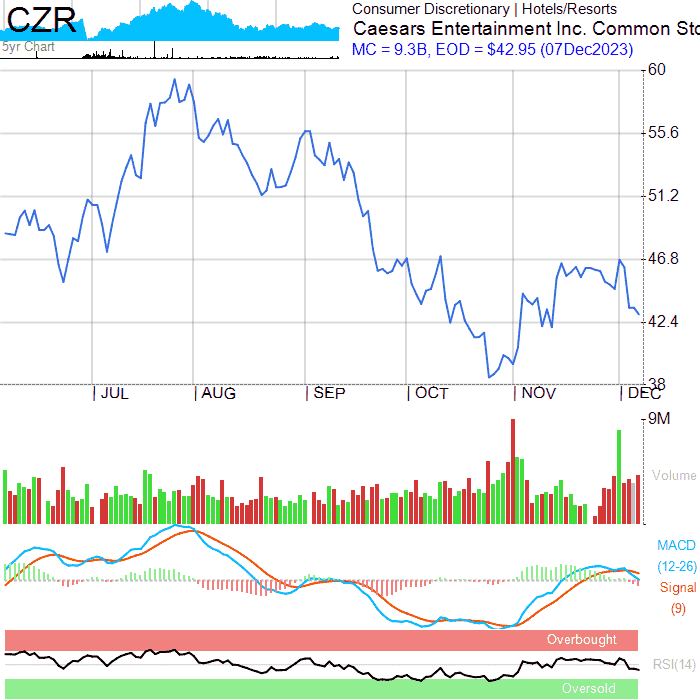 CZR
Consumer Discretionary | Hotels/Resorts
Caesars Entertainment Inc. Common Sto
5yr Chart
MC = 9.3B, EOD = $42.95 (07Dec2023)
60
55.6
51.2
46.8
42.4
38
JUL AUG SEP OCT NOV DEC
9M
Volume
MACD
(12-26)
Signal
(9)
Overbought
RSI(14)
Oversold